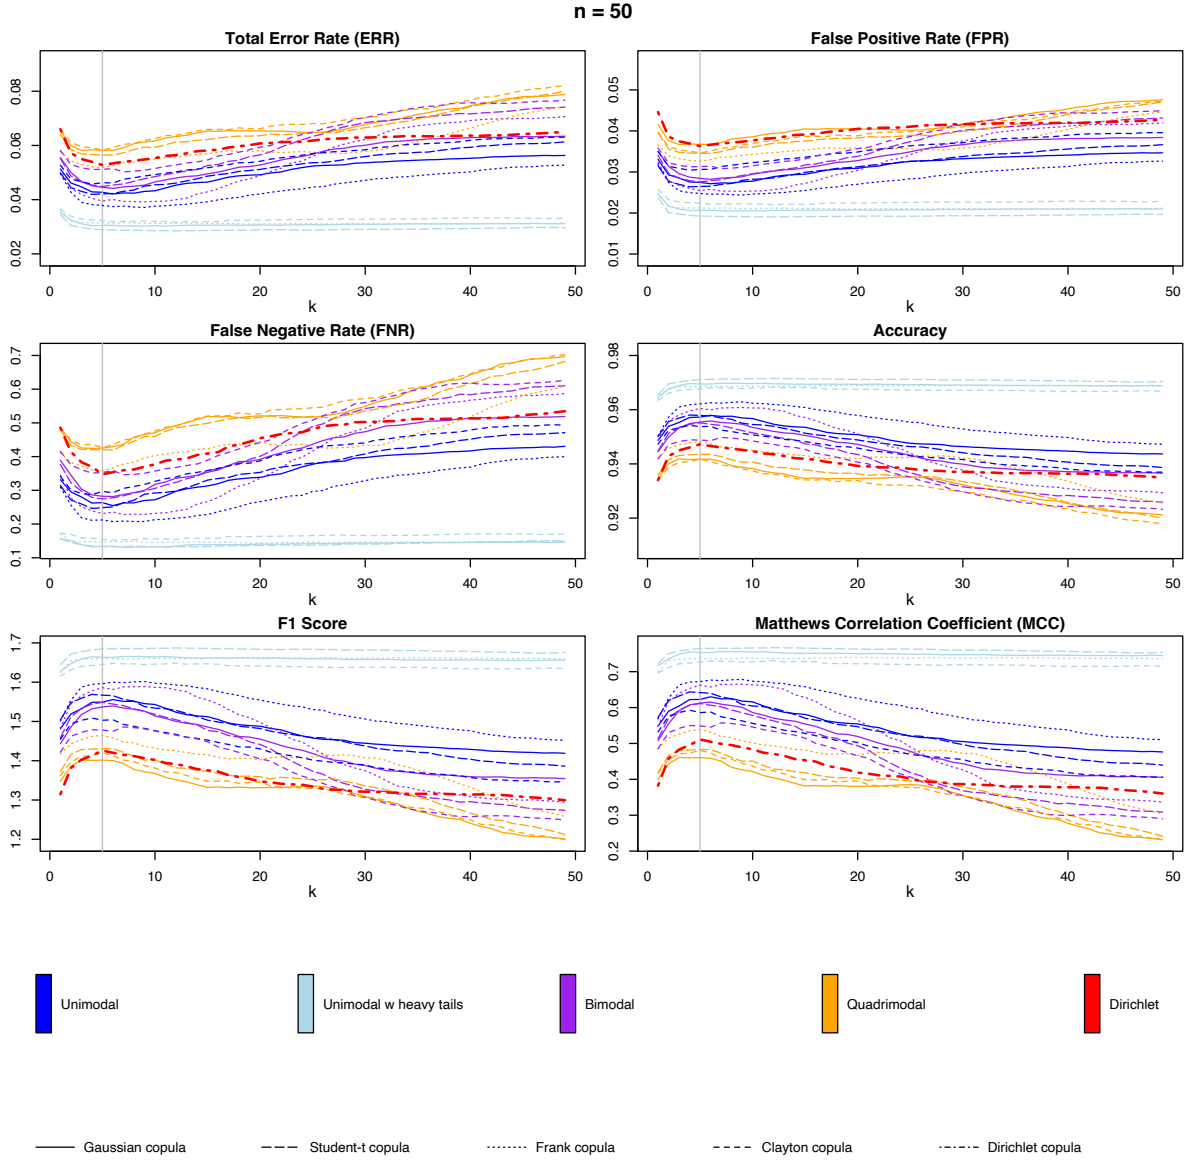 n = 50
Total Error Rate (ERR)
0.02 0.04 0.06 0.08
0 10 20 30 40 50
k
False Positive Rate (FPR)
0.01 0.02 0.03 0.04 0.05
0 10 20 30 40 50
k
False Negative Rate (FNR)
0.1 0.2 0.3 0.4 0.5 0.6 0.7
0 10 20 30 40 50
k
Accuracy
0.92 0.94 0.96 0.98
0 10 20 30 40 50
k
F1 Score
1.2 1.3 1.4 1.5 1.6 1.7
0 10 20 30 40 50
k
Matthews Correlation Coefficient (MCC)
0.2 0.3 0.4 0.5 0.6 0.7
0 10 20 30 40 50
k
Unimodal Unimodal w heavy tails Bimodal Quadrimodal Dirichlet
Gaussian copula Student-t copula Frank copula Clayton copula Dirichlet copula